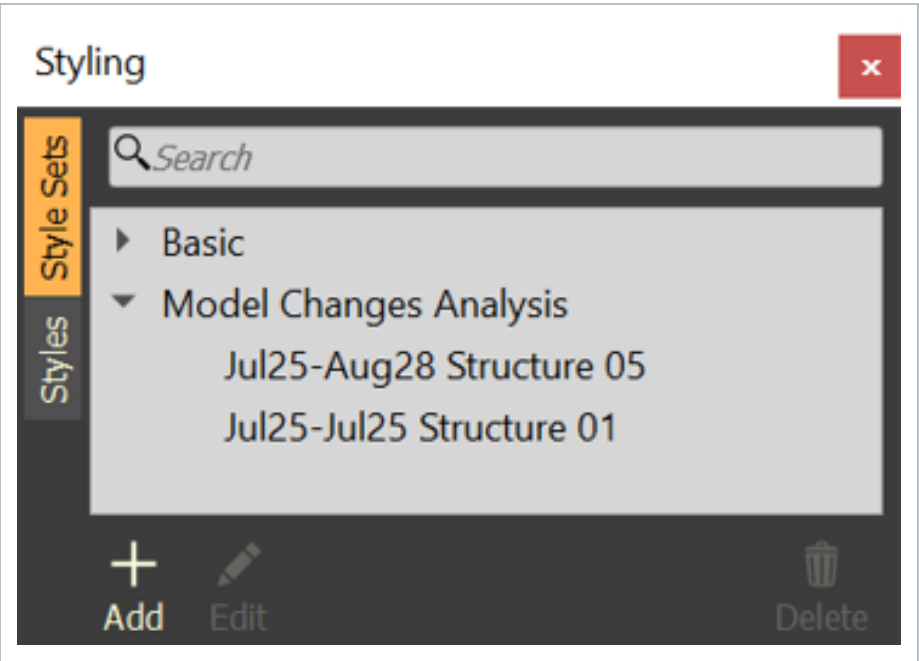 Styling
x
Style Sets
Styles
Search
Basic
Model Changes Analysis
Jul25-Aug28 Structure 05
Jul25-Jul25 Structure 01
Add
Edit
Delete